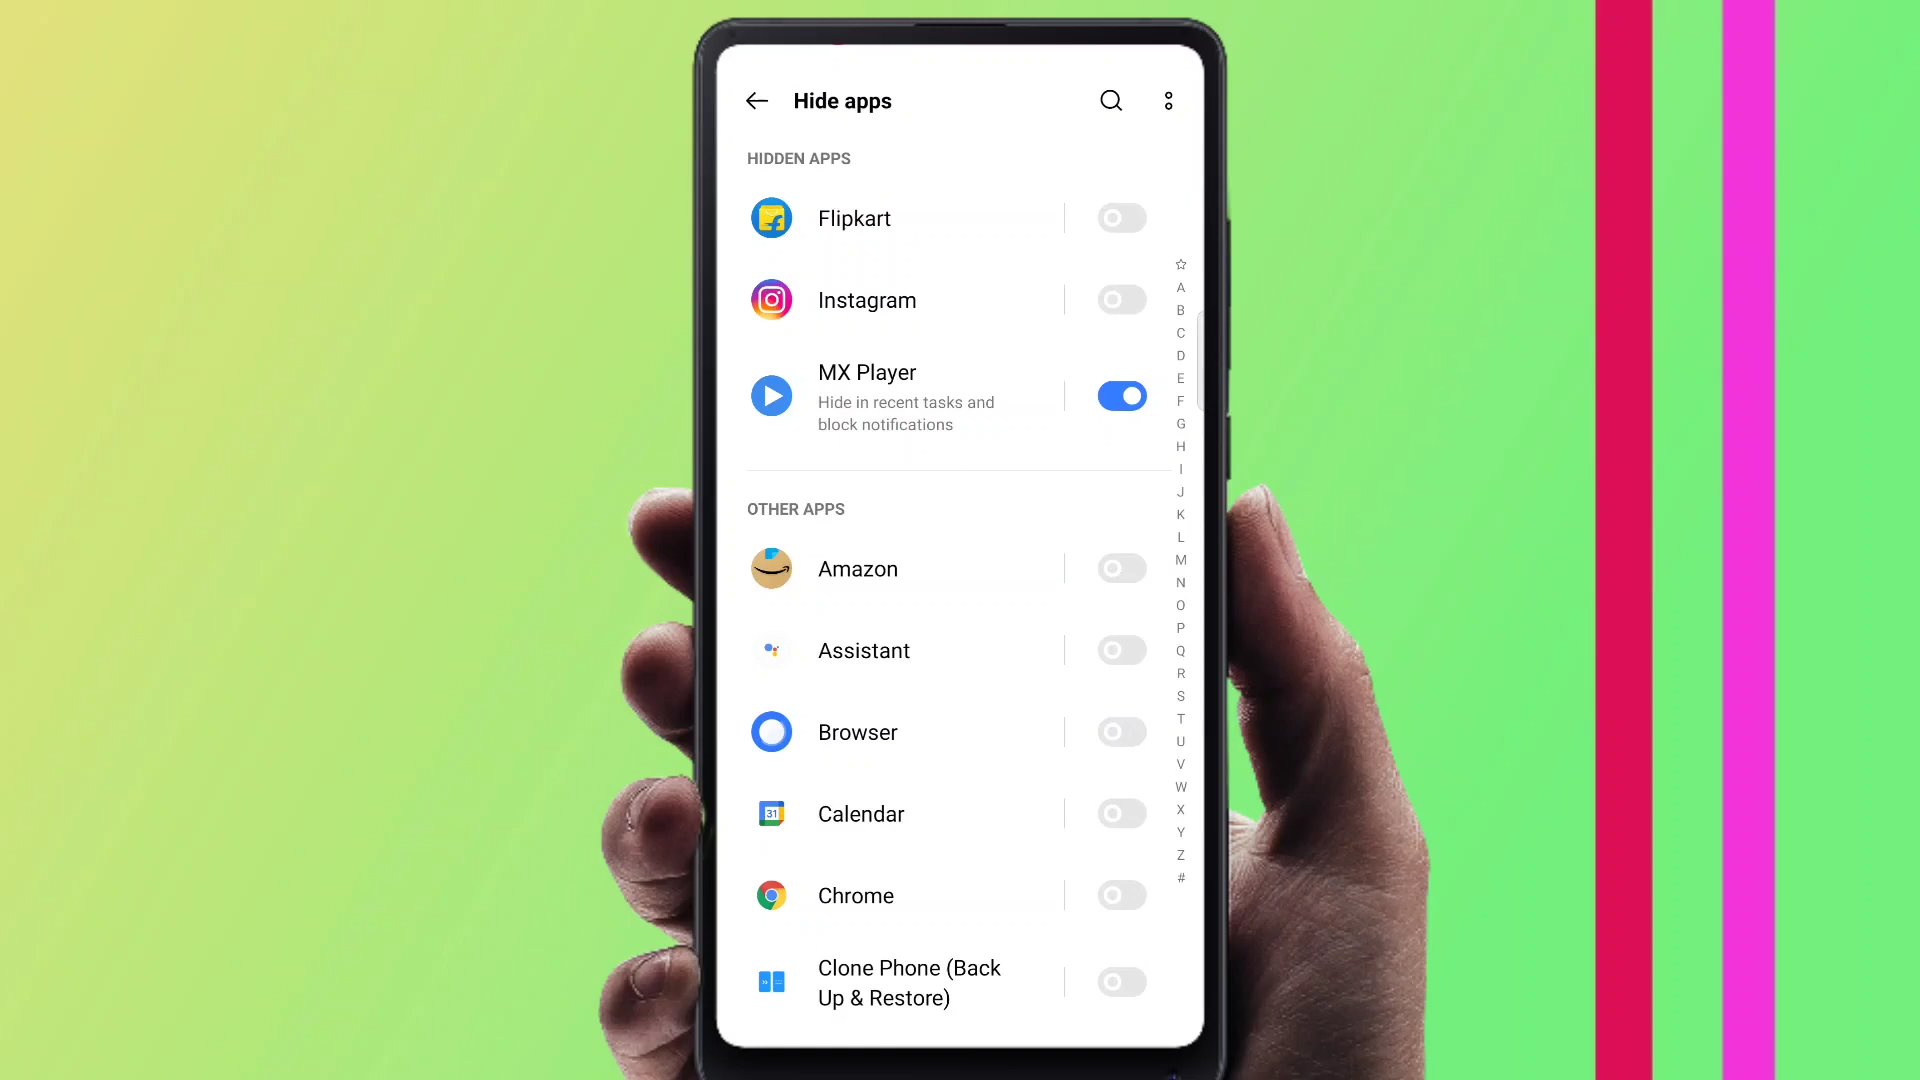 Hide apps
HIDDEN APPS
Flipkart
Instagram
MX Player
Hide in recent tasks and
block notifications
OTHER APPS
Amazon
Assistant
Browser
31
Calendar
Chrome
Clone Phone (Back
Up & Restore)
A
B
C
D
E
F
G
H
I
J
K
L
M
N
O
P
Q
R
S
T
U
V
W
X
Y
Z
#